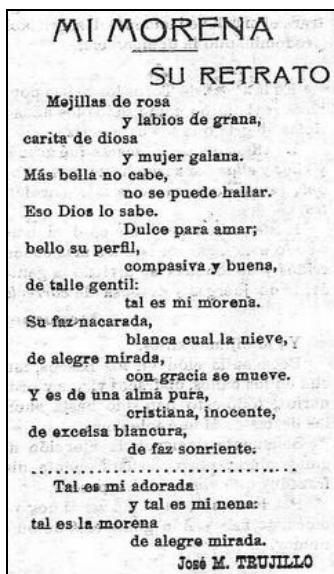 MI MORENA
SU RETRATO
Mejillas de rosa
y labios de grana,
carita de diosa
y mujer galana.
Más bella no cabe,
no se puede hallar.
Eso Dios lo sabe.
Dulce para amar;
bello su perfil,
compasiva y buena,
de talle gentil:
tal es mi morena.
Su faz nacarada,
blanca cual la nieve,
de alegre mirada,
con gracia se mueve.
Y es de una alma pura,
cristiana, inocente,
de excelsa blancura,
de faz sonriente.
Tal es mi adorada
y tal es mi nena:
tal es la morena
de alegre mirada.
José M. TRUJILLO